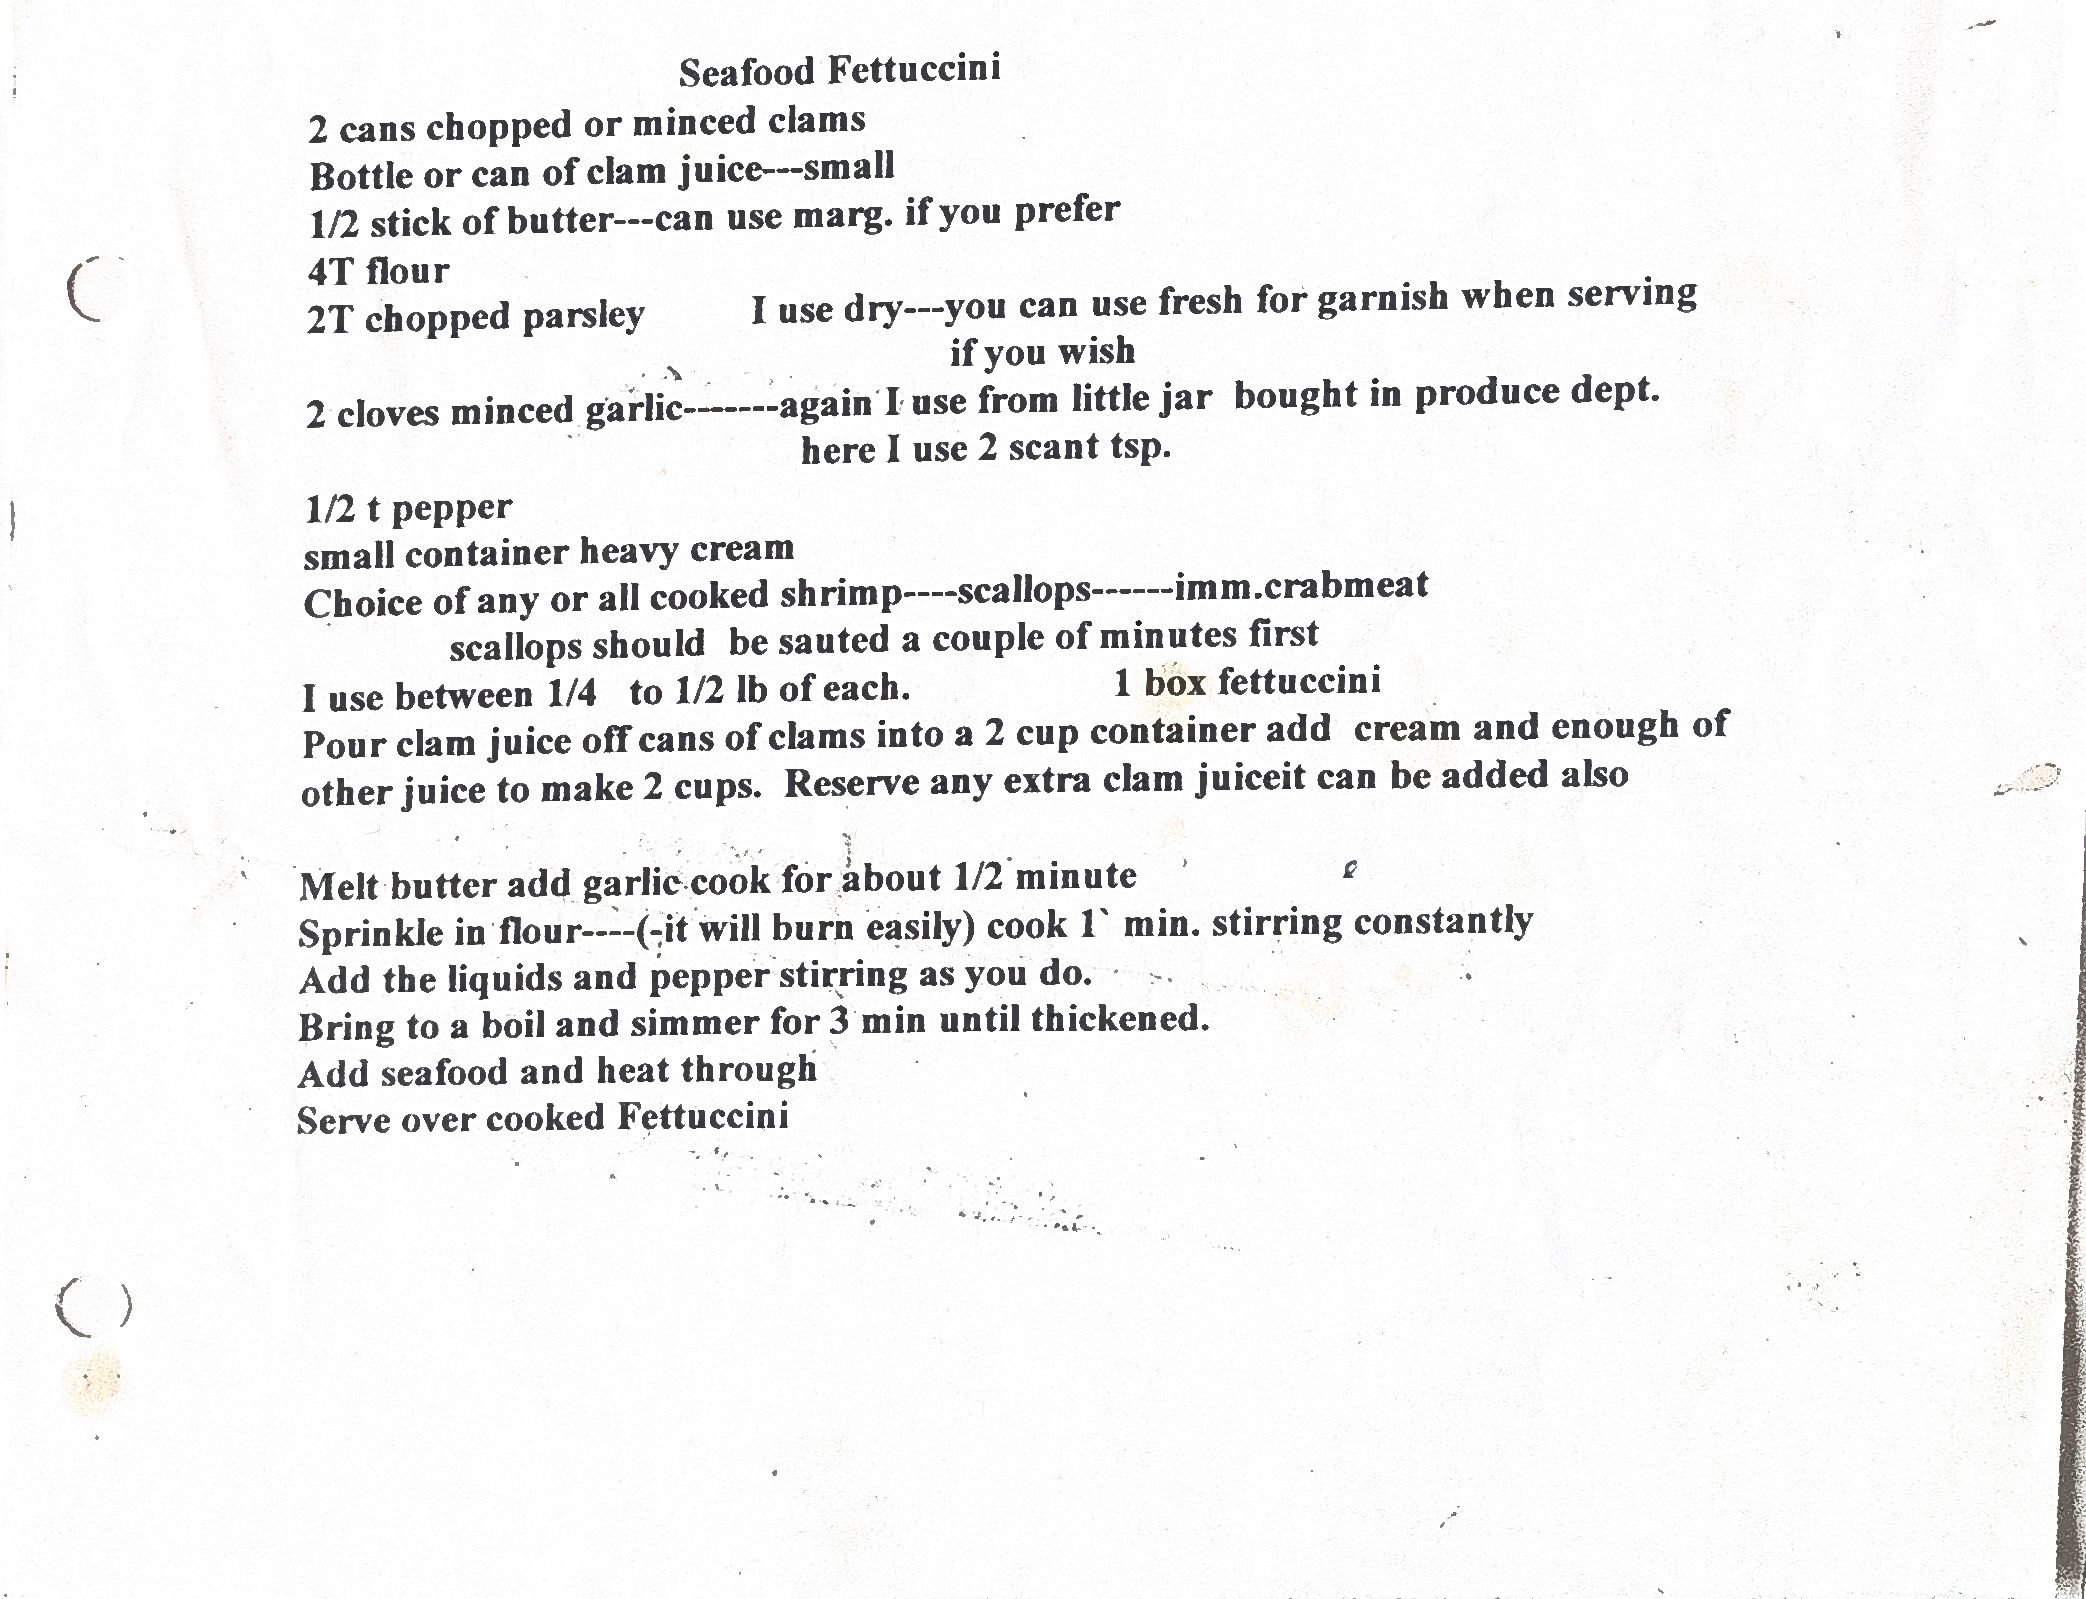 Seafood Fettuccini
2 cans chopped or minced clams
Bottle or can of clam juice---small
1/2 stick of butter---can use marg. if you prefer
4T flour
2T chopped parsley I use dry---you can use fresh for garnish when serving
if you wish
2 cloves minced garlic-------again I use from little jar bought in produce dept.
here I use 2 scant tsp.
1/2 t pepper
small container heavy cream
Choice of any or all cooked shrimp----scallops------imm.crabmeat
scallops should be sauted a couple of minutes first
I use between 1/4 to 1/2 lb of each. 1 box fettuccini
Pour clam juice off cans of clams into a 2 cup container add cream and enough of
other juice to make 2 cups. Reserve any extra clam juiceit can be added also
Melt butter add garlic cook for about 1/2 minute
Sprinkle in flour----(-it will burn easily) cook 1` min. stirring constantly
Add the liquids and pepper stirring as you do.
Bring to a boil and simmer for 3 min until thickened.
Add seafood and heat through
Serve over cooked Fettuccini